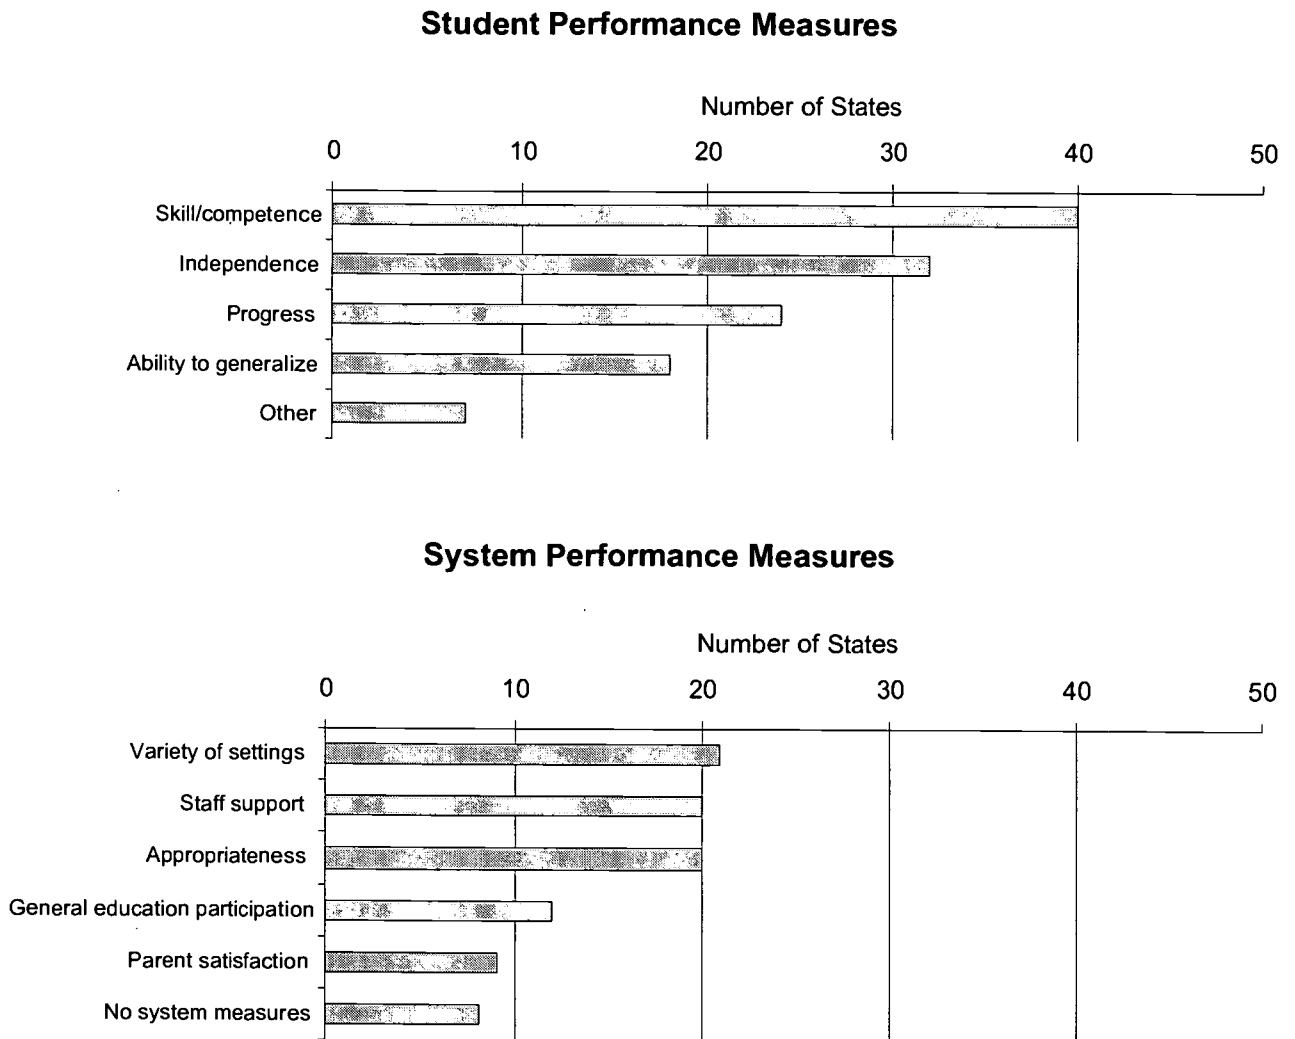 Student Performance Measures
Number of States
0 10 20 30 40 50
Skill/competence
Independence
Progress
Ability to generalize
Other
System Performance Measures
Number of States
0 10 20 30 40 50
Variety of settings
Staff support
Appropriateness
General education participation
Parent satisfaction
No system measures